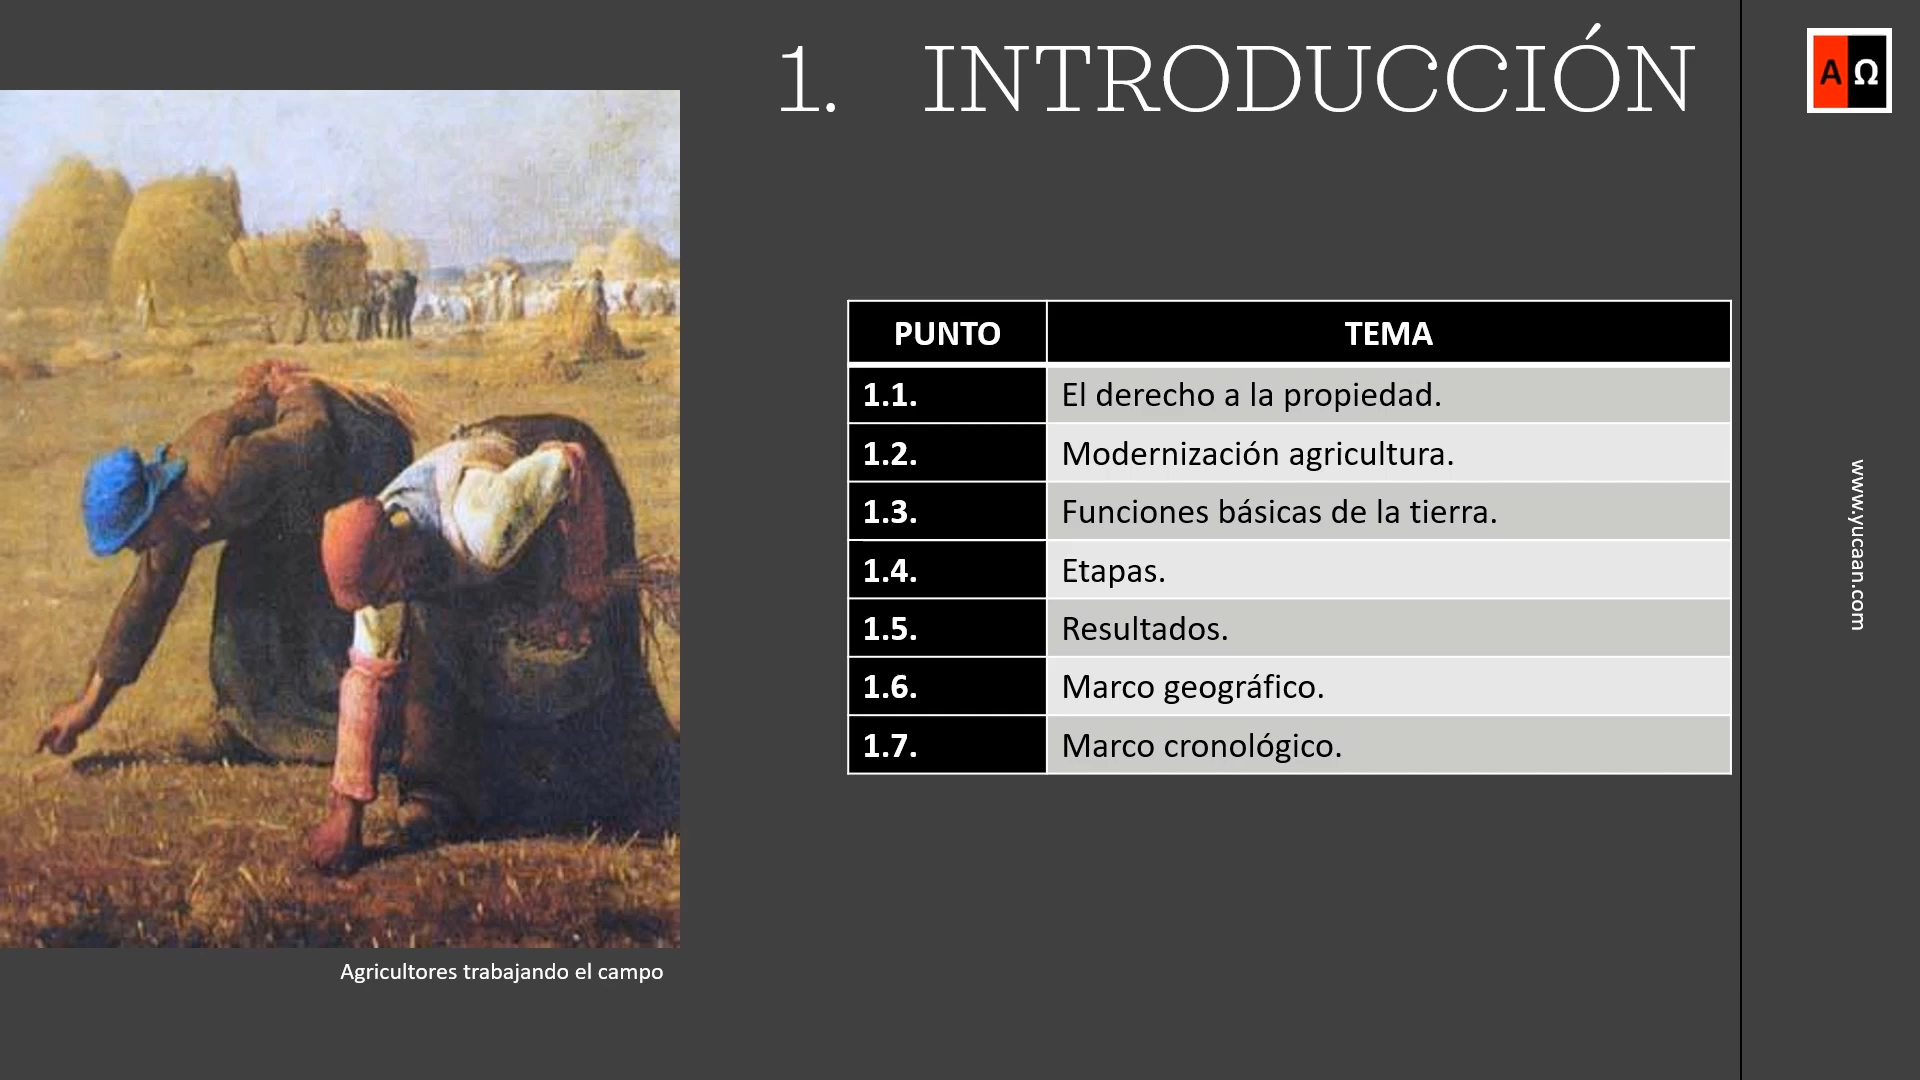 1. INTRODUCCIÓN
A Ω
PUNTO TEMA
1.1. El derecho a la propiedad.
1.2. Modernización agricultura.
1.3. Funciones básicas de la tierra.
1.4. Etapas.
1.5. Resultados.
1.6. Marco geográfico.
1.7. Marco cronológico.
Agricultores trabajando el campo
www.yucaan.com